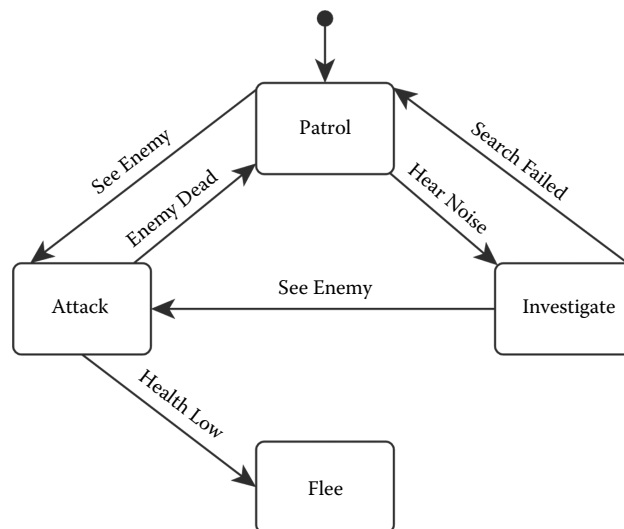 Patrol
See Enemy
Search Failed
Enemy Dead
Hear Noise
Attack
See Enemy
Investigate
Health Low
Flee